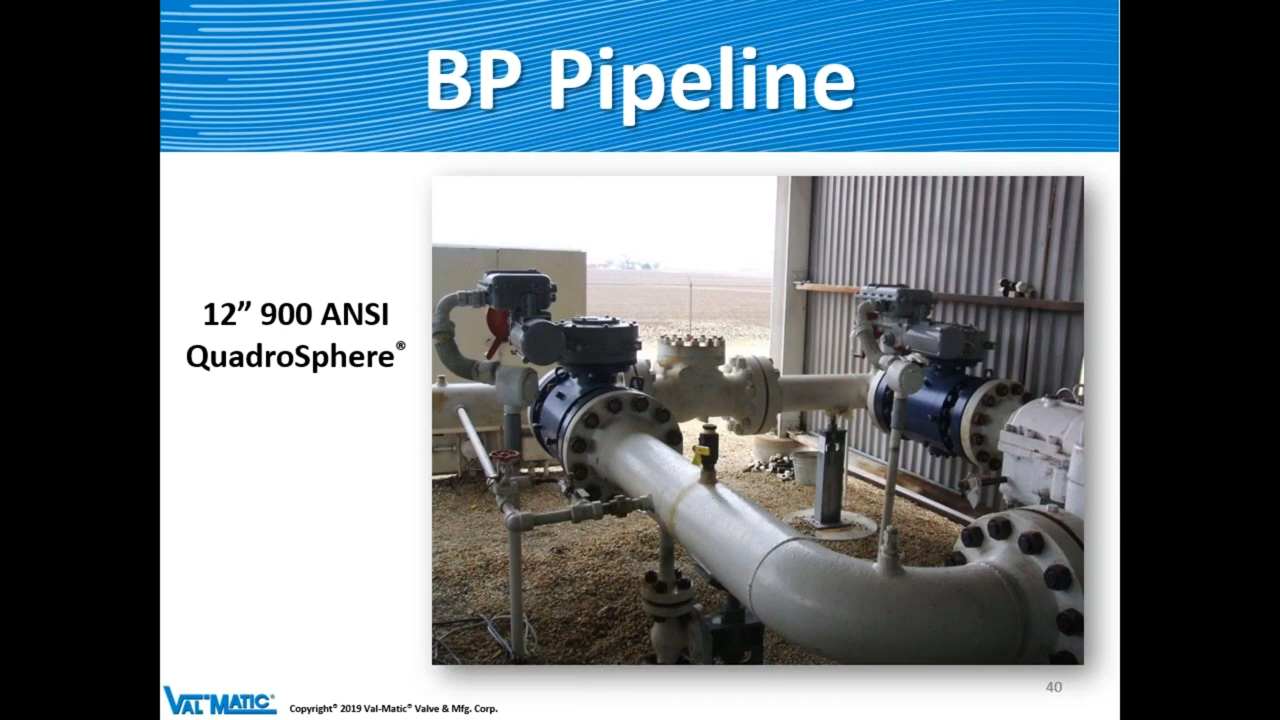 BP Pipeline
12” 900 ANSI
QuadroSphere®
40
VAL-MATIC®
Copyright® 2019 Val-Matic® Valve & Mfg. Corp.